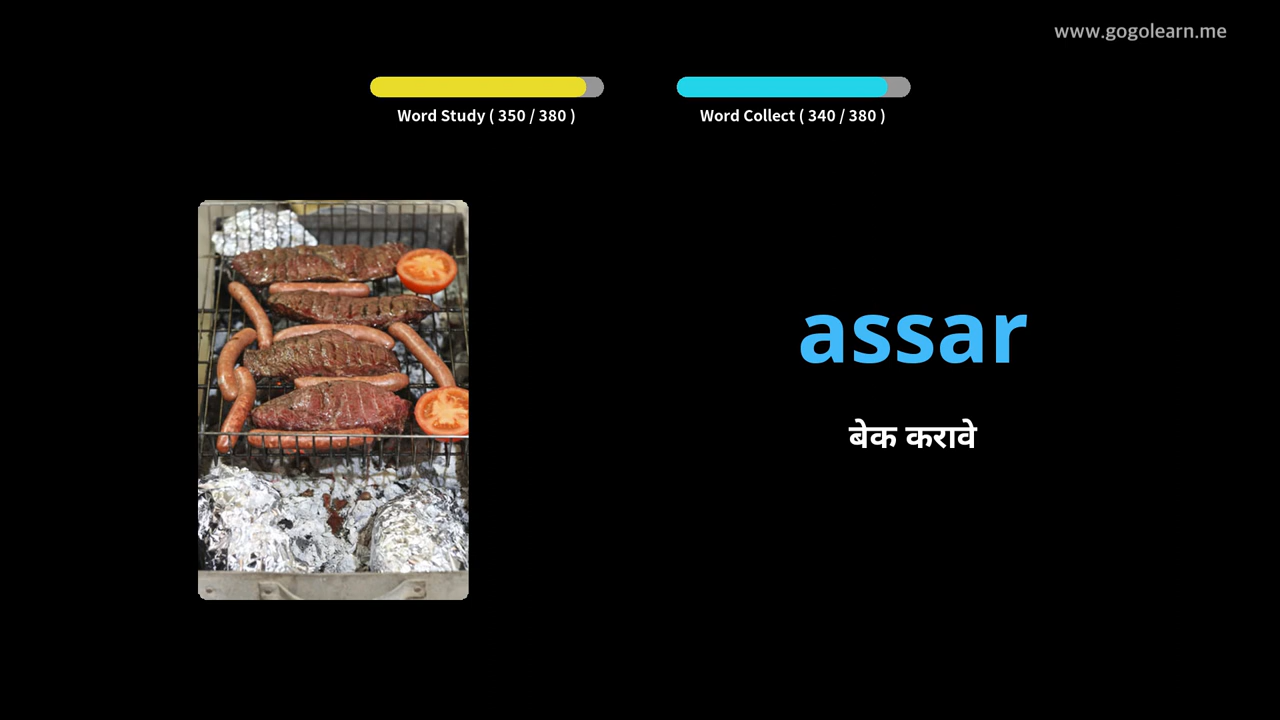 www.gogolearn.me
Word Study ( 350 / 380 )
Word Collect ( 340 / 380 )
assar
बेक करावे